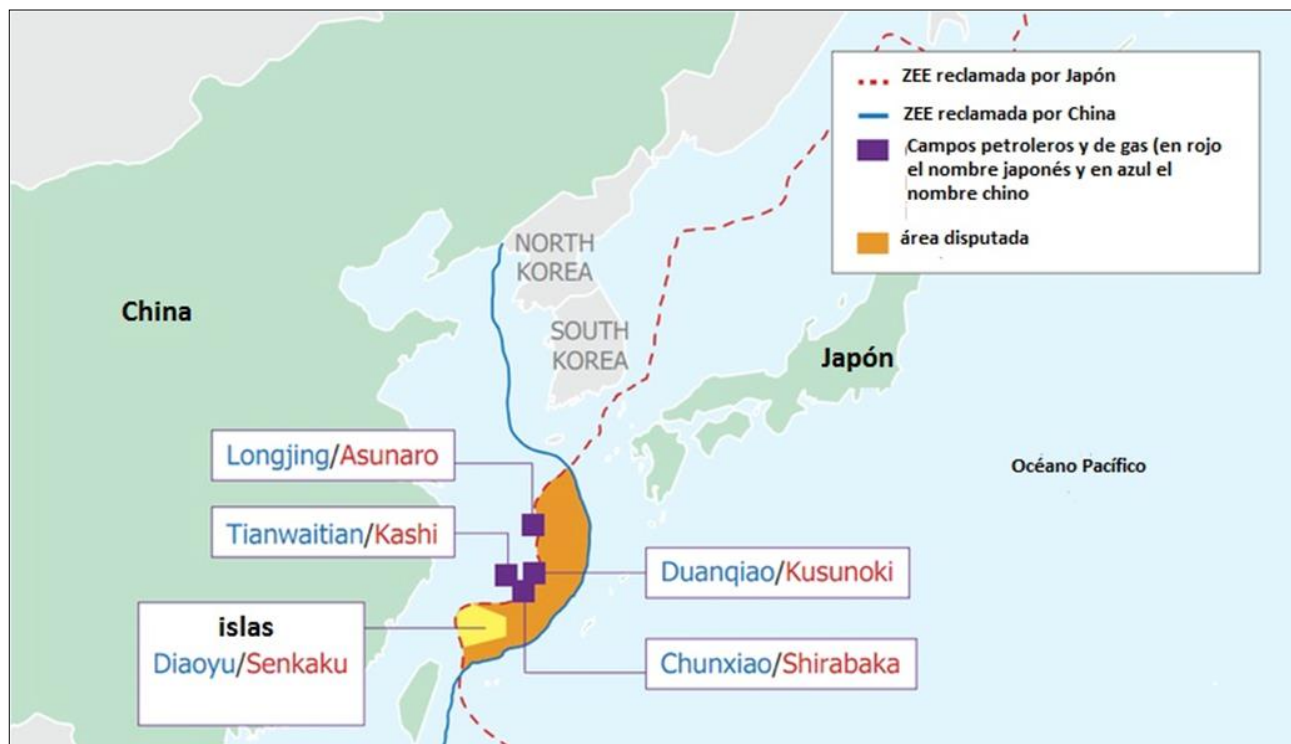 ZEE reclamada por Japón
ZEE reclamada por China
Campos petroleros y de gas (en rojo
el nombre japonés y en azul el
nombre chino
área disputada
NORTH
KOREA
China
SOUTH
KOREA
Japón
Longjing/Asunaro
Océano Pacífico
Tianwaitian/Kashi
Duanqiao/Kusunoki
islas
Diaoyu/Senkaku
Chunxiao/Shirabaka